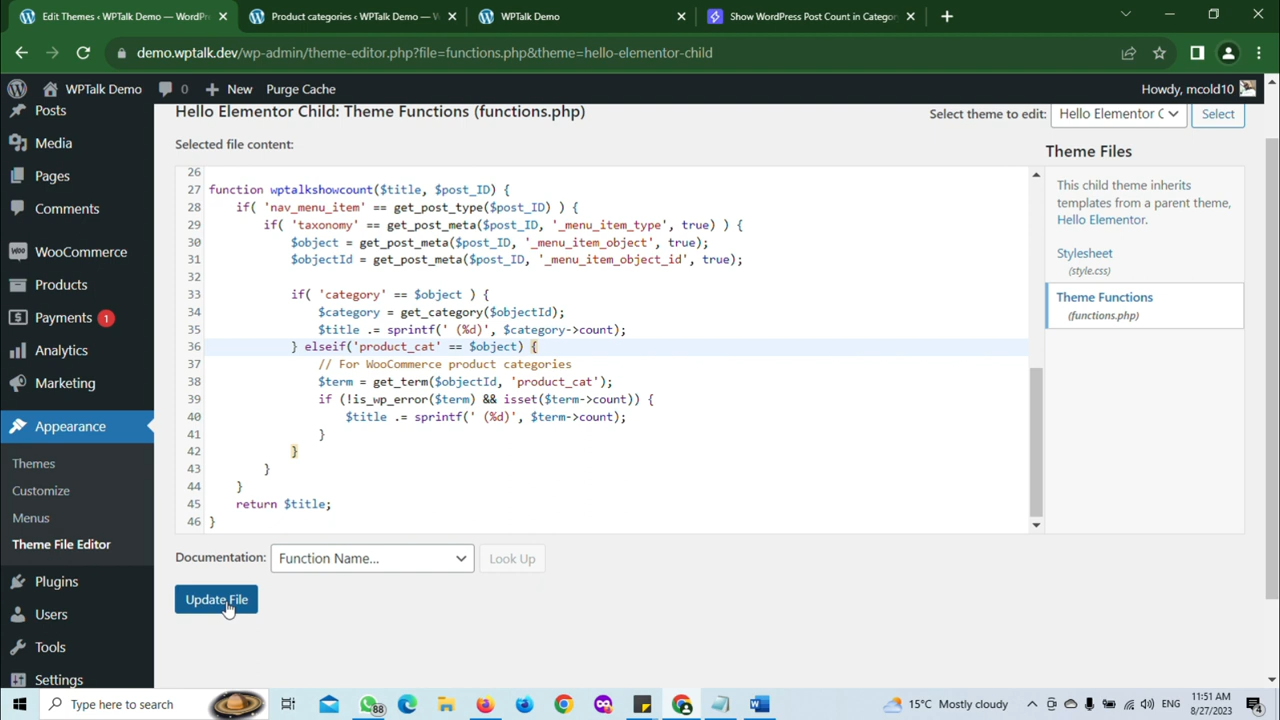 Edit Themes ‹ WPTalk Demo — WordPr
Product categories ‹ WPTalk Demo — W
WPTalk Demo
Show WordPress Post Count in Categor
demo.wptalk.dev/wp-admin/theme-editor.php?file=functions.php&theme=hello-elementor-child
WPTalk Demo
0
New
Purge Cache
Howdy, mcold10
Posts
Media
Pages
Comments
WooCommerce
Products
Payments 1
Analytics
Marketing
Appearance
Themes
Customize
Menus
Theme File Editor
Plugins
Users
Tools
Settings
Hello Elementor Child: Theme Functions (functions.php)
Select theme to edit: Hello Elementor C Select
Selected file content:
26
27 function wptalkshowcount($title, $post_ID) {
28 if( 'nav_menu_item' == get_post_type($post_ID) ) {
29 if( 'taxonomy' == get_post_meta($post_ID, '_menu_item_type', true) ) {
30 $object = get_post_meta($post_ID, '_menu_item_object', true);
31 $objectId = get_post_meta($post_ID, '_menu_item_object_id', true);
32
33 if( 'category' == $object ) {
34 $category = get_category($objectId);
35 $title .= sprintf(' (%d)', $category->count);
36 } elseif('product_cat' == $object) {
37 // For WooCommerce product categories
38 $term = get_term($objectId, 'product_cat');
39 if (!is_wp_error($term) && isset($term->count)) {
40 $title .= sprintf(' (%d)', $term->count);
41 }
42 }
43 }
44 }
45 return $title;
46 }
Documentation: Function Name... Look Up
Update File
Theme Files
This child theme inherits
templates from a parent theme,
Hello Elementor.
Stylesheet
(style.css)
Theme Functions
(functions.php)
Type here to search
88
15°C Mostly cloudy
ENG
11:51 AM
8/27/2023
4